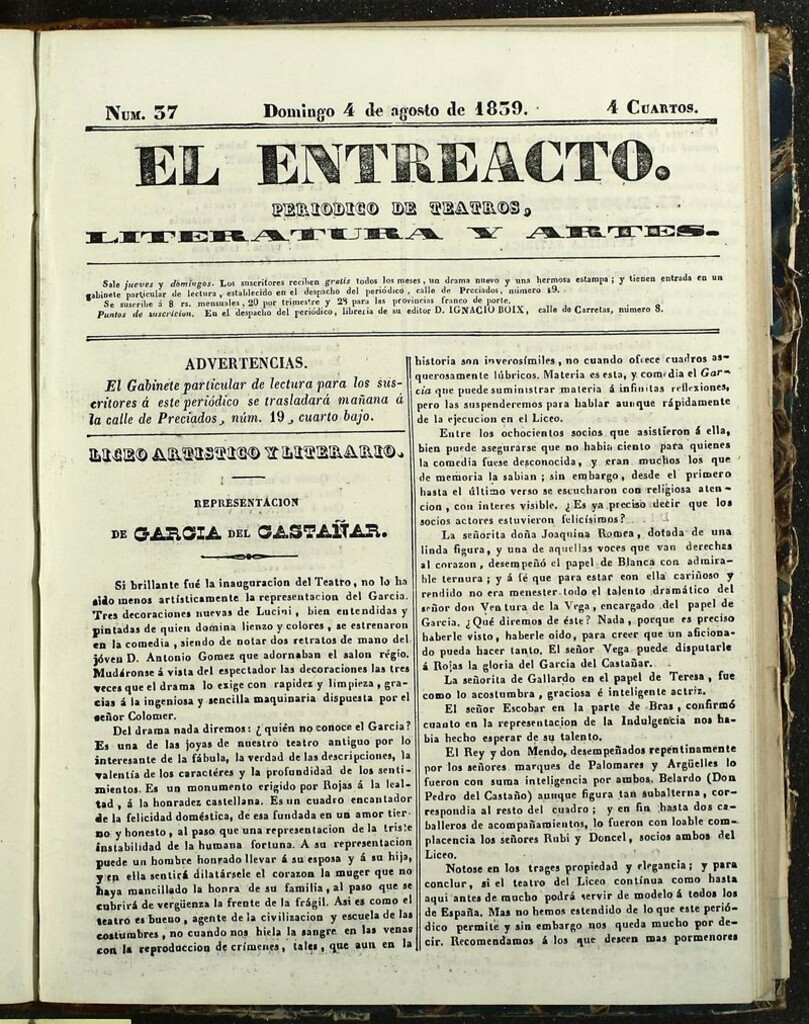 Num. 37 Domingo 4 de agosto de 1839. 4 Cuartos.
EL ENTREACTO.
PERIODICO DE TEATROS,
LITERATURA Y ARTES.
Sale jueves y domingos. Los suscritores reciben gratis todos los meses, un drama nuevo y una hermosa estampa; y tienen entrada en un
gabinete particular de lectura, establecido en el despacho del periódico, calle de Preciados, número 19.
Se suscribe á 8 rs. mensuales, 20 por trimestre y 28 para las provincias franco de porte.
Puntos de suscricion. En el despacho del periódico, libreria de su editor D. IGNACIO BOIX, calle de Carretas, número 8.
ADVERTENCIAS.
El Gabinete particular de lectura para los sus-
critores á este periódico se trasladará mañana á
la calle de Preciados, núm. 19, cuarto bajo.
LICEO ARTISTICO Y LITERARIO.
REPRESENTACION
DE GARCIA DEL CASTAÑAR.
Si brillante fué la inauguracion del Teatro, no lo ha
sido menos artísticamente la representacion del Garcia.
Tres decoraciones nuevas de Lucini, bien entendidas y
pintadas de quien domina lienzo y colores, se estrenaron
en la comedia, siendo de notar dos retratos de mano del
jóven D. Antonio Gomez que adornaban el salon régio.
Mudáronse á vista del espectador las decoraciones las tres
veces que el drama lo exige con rapidez y limpieza, gra-
cias á la ingeniosa y sencilla maquinaria dispuesta por el
señor Colomer.
Del drama nada diremos: ¿quién no conoce el Garcia?
Es una de las joyas de nuestro teatro antiguo por lo
interesante de la fábula, la verdad de las descripciones, la
valentía de los caractéres y la profundidad de los senti-
mientos. Es un monumento erigido por Rojas á la leal-
tad, á la honradez castellana. Es un cuadro encantador
de la felicidad doméstica, de esa fundada en un amor tier-
no y honesto, al paso que una representacion de la triste
instabilidad de la humana fortuna. A su representacion
puede un hombre honrado llevar á su esposa y á su hija,
y en ella sentirá dilatársele el corazon la muger que no
haya mancillado la honra de su familia, al paso que se
cubrirá de vergüenza la frente de la frágil. Asi es como el
teatro es bueno, agente de la civilizacion y escuela de las
costumbres, no cuando nos hiela la sangre en las venas
con la reproduccion de crímenes, tales, que aun en la
historia son inverosímiles, no cuando ofrece cuadros as-
querosamente lúbricos. Materia es esta, y comedia el Gar-
cia que puede suministrar materia á infinitas reflexiones,
pero las suspenderemos para hablar aunque rápidamente
de la ejecucion en el Liceo.
Entre los ochocientos socios que asistieron á ella,
bien puede asegurarse que no habia ciento para quienes
la comedia fuese desconocida, y eran muchos los que
de memoria la sabian; sin embargo, desde el primero
hasta el último verso se escucharon con religiosa aten-
cion, con interes visible. ¿Es ya preciso decir que los
socios actores estuvieron felicísimos?
La señorita doña Joaquina Romea, dotada de una
linda figura, y una de aquellas voces que van derechas
al corazon, desempeñó el papel de Blanca con admira-
ble ternura; y á fé que para estar con ella cariñoso y
rendido no era menester todo el talento dramático del
señor don Ventura de la Vega, encargado del papel de
Garcia. ¿Qué diremos de éste? Nada, porque es preciso
haberle visto, haberle oido, para creer que un aficiona-
do pueda hacer tanto. El señor Vega puede disputarle
á Rojas la gloria del Garcia del Castañar.
La señorita de Gallardo en el papel de Teresa, fue
como lo acostumbra, graciosa é inteligente actriz.
El señor Escobar en la parte de Bras, confirmó
cuanto en la representacion de la Indulgencia nos ha-
bia hecho esperar de su talento.
El Rey y don Mendo, desempeñados repentinamente
por los señores marques de Palomares y Argüelles lo
fueron con suma inteligencia por ambos. Belardo (Don
Pedro del Castaño) aunque figura tan subalterna, cor-
respondia al resto del cuadro; y en fin hasta dos ca-
balleros de acompañamientos, lo fueron con loable com-
placencia los señores Rubi y Doncel, socios ambos del
Liceo.
Notose en los trages propiedad y elegancia; y para
conclur, si el teatro del Liceo continua como hasta
aqui antes de mucho podrá servir de modelo á todos los
de España. Mas no hemos estendido de lo que este perió-
dico permite y sin embargo nos queda mucho por de-
cir. Recomendamos á los que deseen mas pormenores